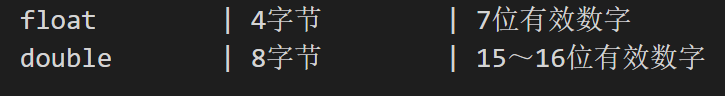 float | 4字节 | 7位有效数字
double | 8字节 | 15～16位有效数字